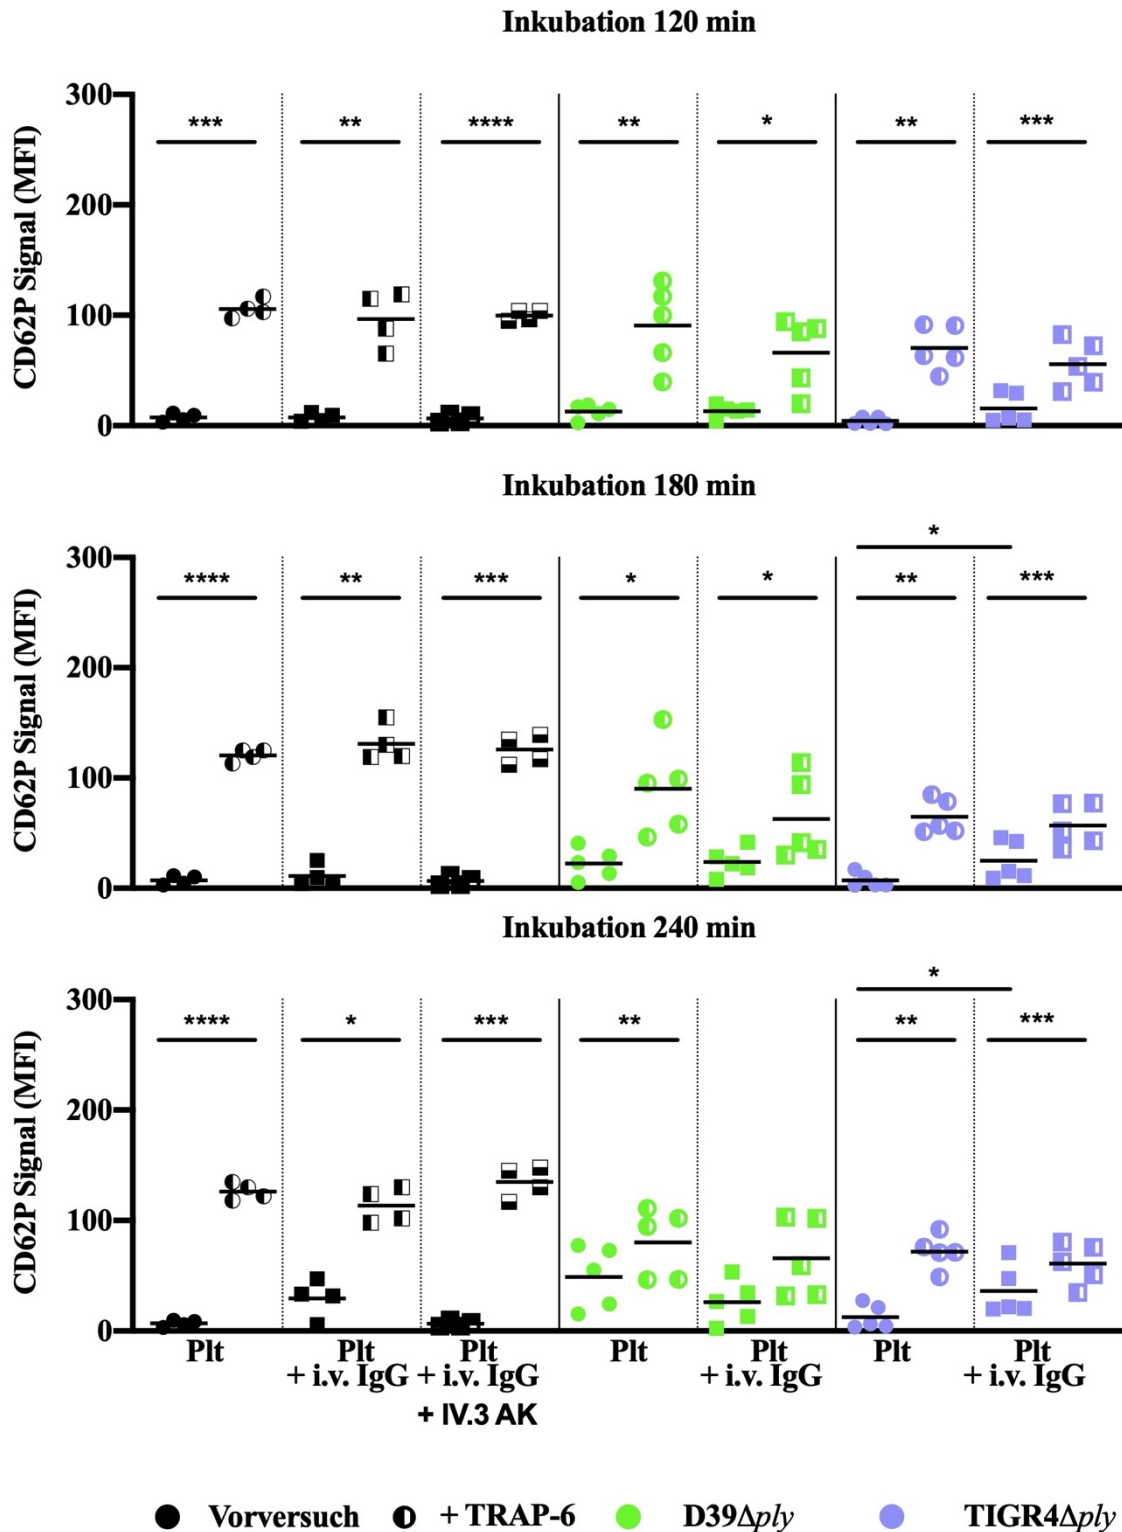 Inkubation 120 min
CD62P Signal (MFI)
300
200
100
0
*** ** **** ** * ** ***
Inkubation 180 min
*
CD62P Signal (MFI)
300
200
100
0
**** ** *** * * ** ***
Inkubation 240 min
*
CD62P Signal (MFI)
300
200
100
0
**** * *** ** ** ***
Plt Plt Plt Plt Plt Plt Plt
+ i.v. IgG + i.v. IgG + i.v. IgG + i.v. IgG
+ IV.3 AK
Vorversuch + TRAP-6 D39Δply TIGR4Δply